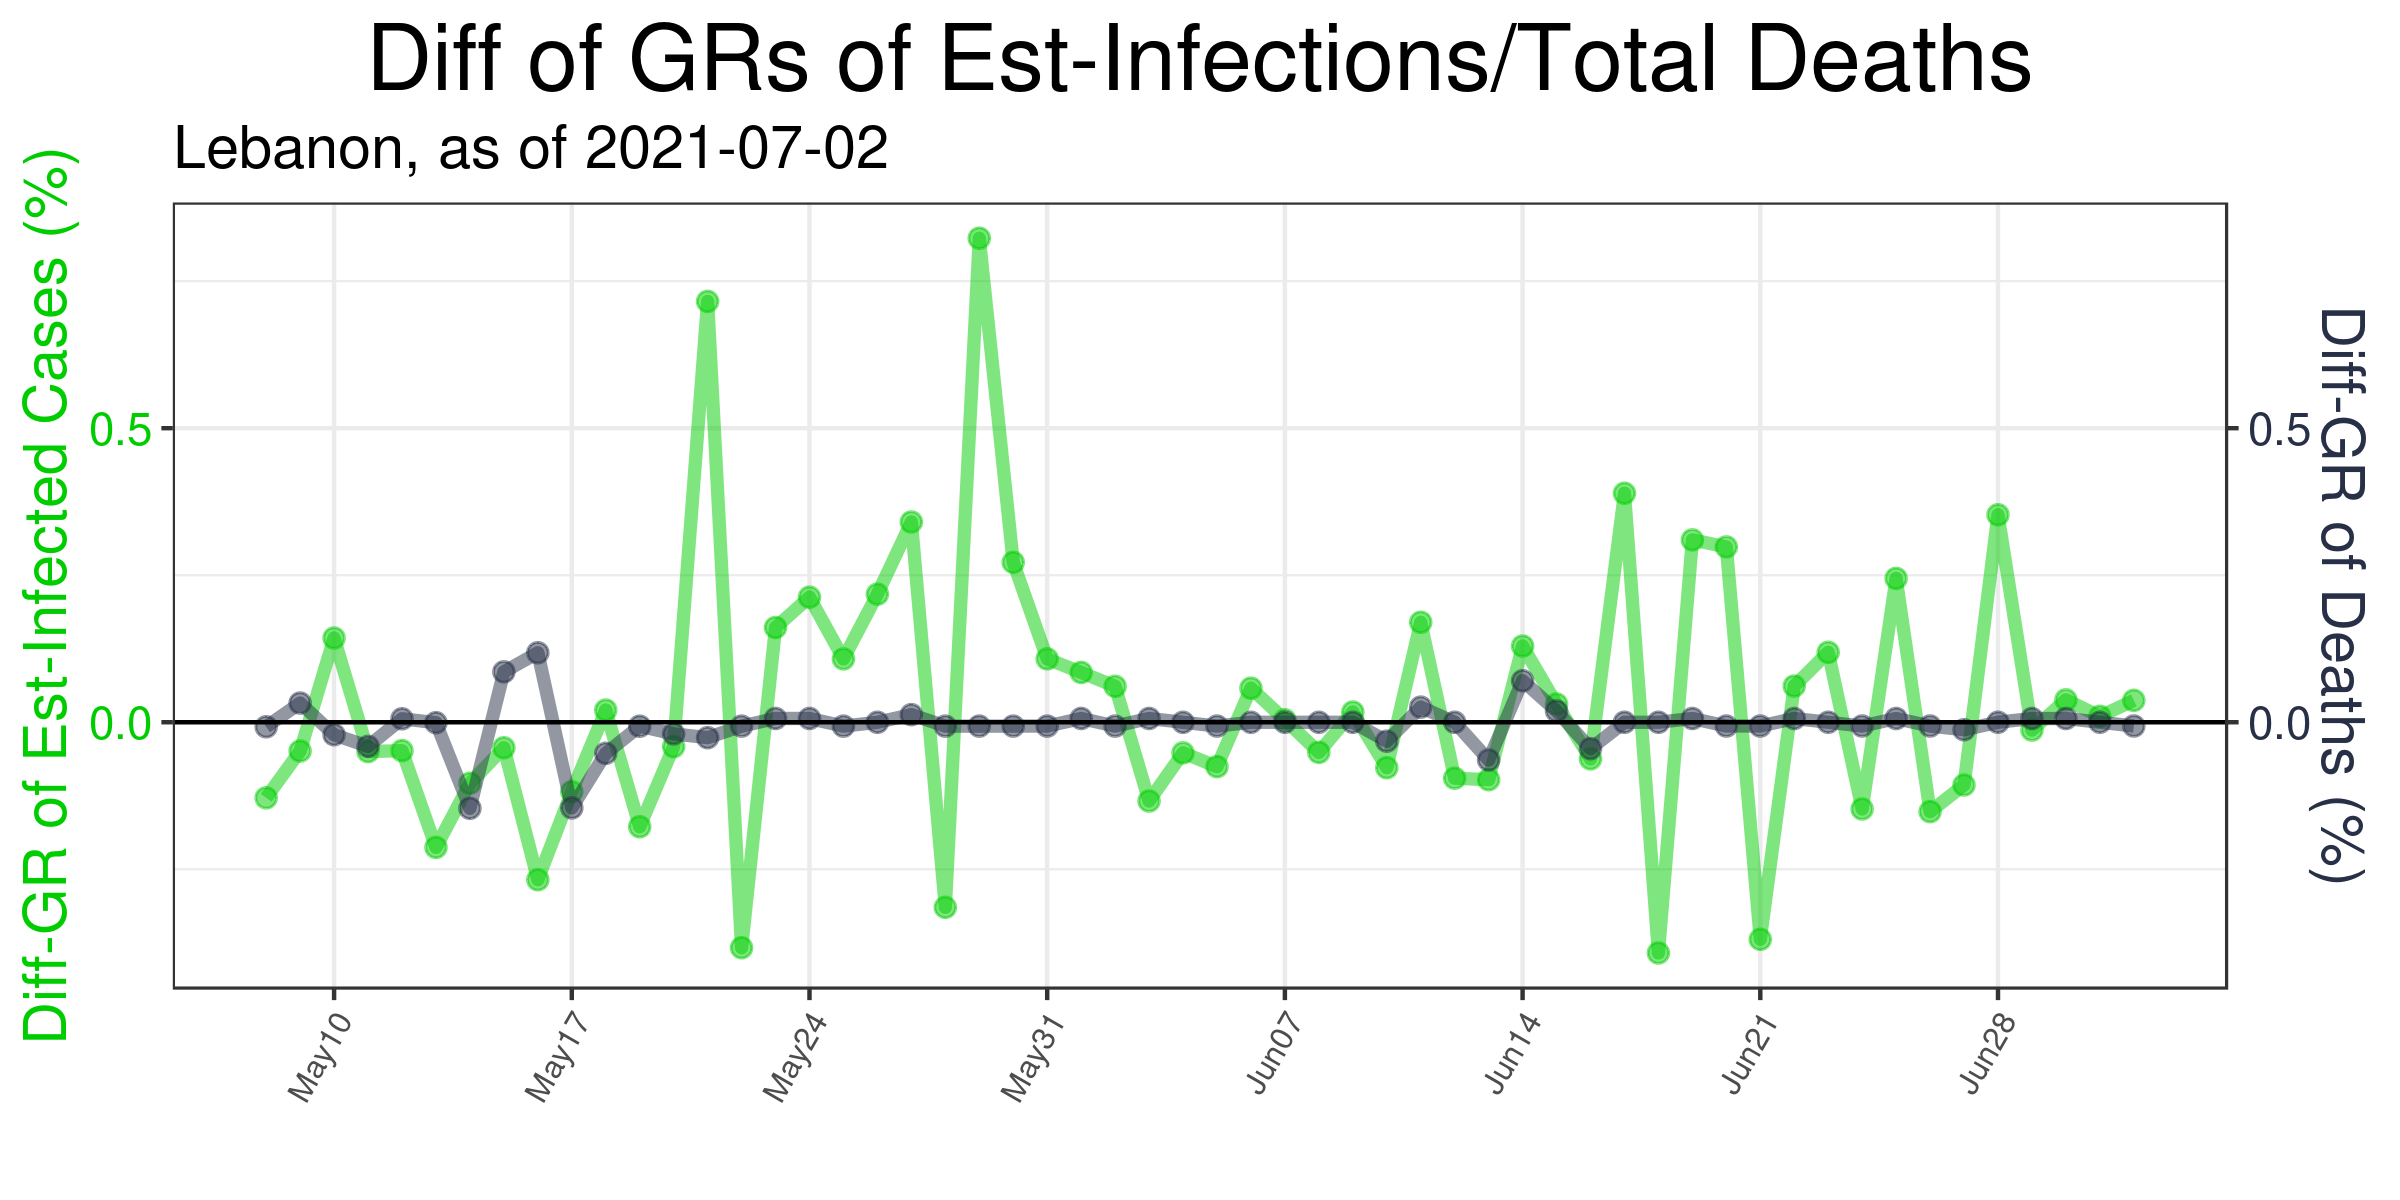 Diff of GRs of Est-Infections/Total Deaths
Lebanon, as of 2021-07-02
Diff-GR of Est-Infected Cases (%)
0.5
0.0
0.5
0.0
Diff-GR of Deaths (%)
May10
May17
May24
May31
Jun07
Jun14
Jun21
Jun28